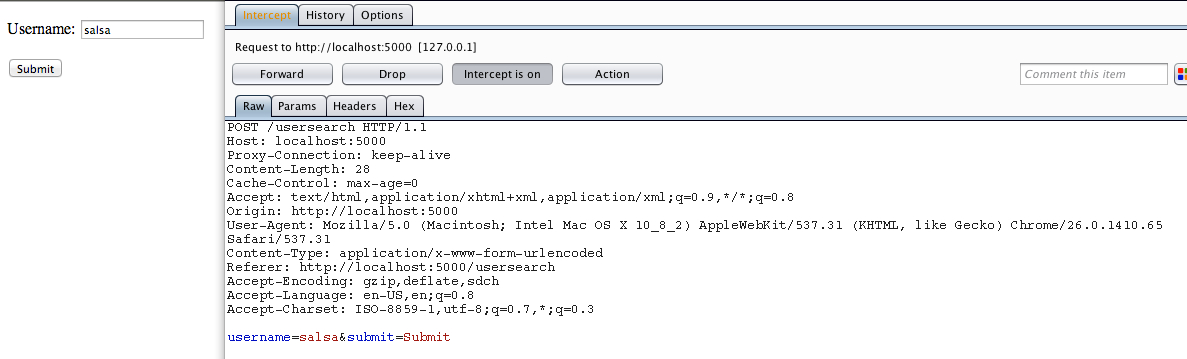 Username: salsa
Submit
Intercept History Options
Request to http://localhost:5000 [127.0.0.1]
Forward Drop Intercept is on Action Comment this item
Raw Params Headers Hex
POST /usersearch HTTP/1.1
Host: localhost:5000
Proxy-Connection: keep-alive
Content-Length: 28
Cache-Control: max-age=0
Accept: text/html,application/xhtml+xml,application/xml;q=0.9,*/*;q=0.8
Origin: http://localhost:5000
User-Agent: Mozilla/5.0 (Macintosh; Intel Mac OS X 10_8_2) AppleWebKit/537.31 (KHTML, like Gecko) Chrome/26.0.1410.65
Safari/537.31
Content-Type: application/x-www-form-urlencoded
Referer: http://localhost:5000/usersearch
Accept-Encoding: gzip,deflate,sdch
Accept-Language: en-US,en;q=0.8
Accept-Charset: ISO-8859-1,utf-8;q=0.7,*;q=0.3
username=salsa&submit=Submit